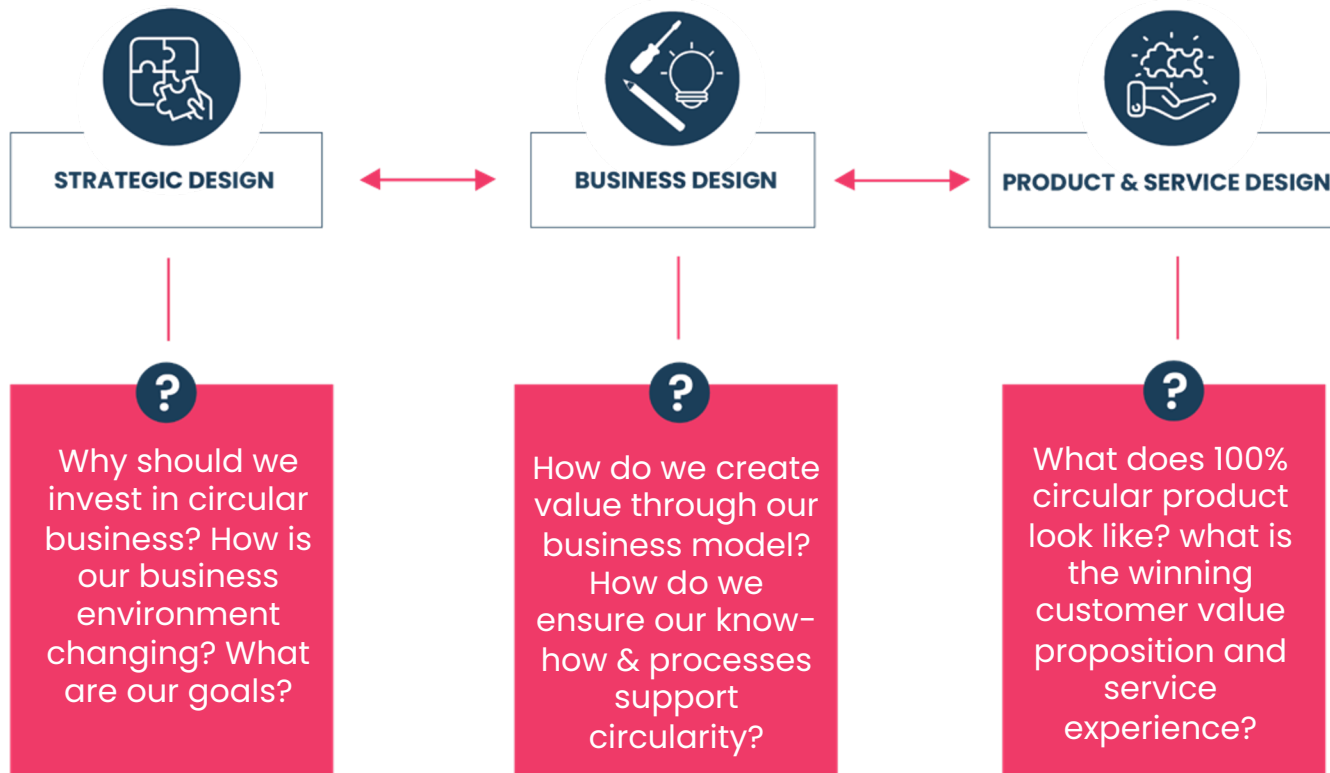 STRATEGIC DESIGN
BUSINESS DESIGN
PRODUCT & SERVICE DESIGN
?
Why should we
invest in circular
business? How is
our business
environment
changing? What
are our goals?
?
How do we create
value through our
business model?
How do we
ensure our know-
how & processes
support
circularity?
?
What does 100%
circular product
look like? what is
the winning
customer value
proposition and
service
experience?